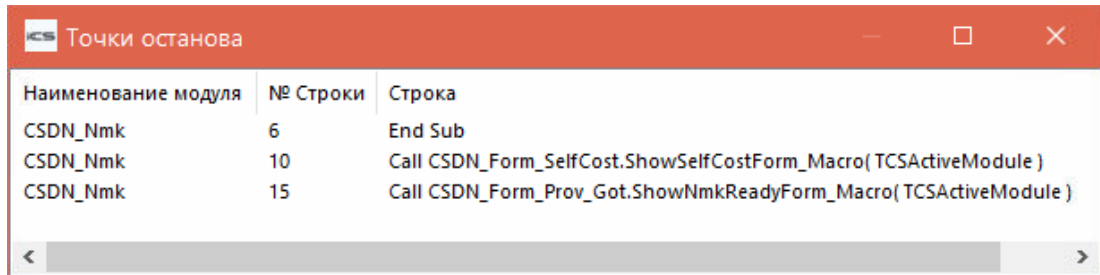 iCS Точки останова
Наименование модуля № Строки Строка
CSDN_Nmk 6 End Sub
CSDN_Nmk 10 Call CSDN_Form_SelfCost.ShowSelfCostForm_Macro( TCSActiveModule )
CSDN_Nmk 15 Call CSDN_Form_Prov_Got.ShowNmkReadyForm_Macro( TCSActiveModule )